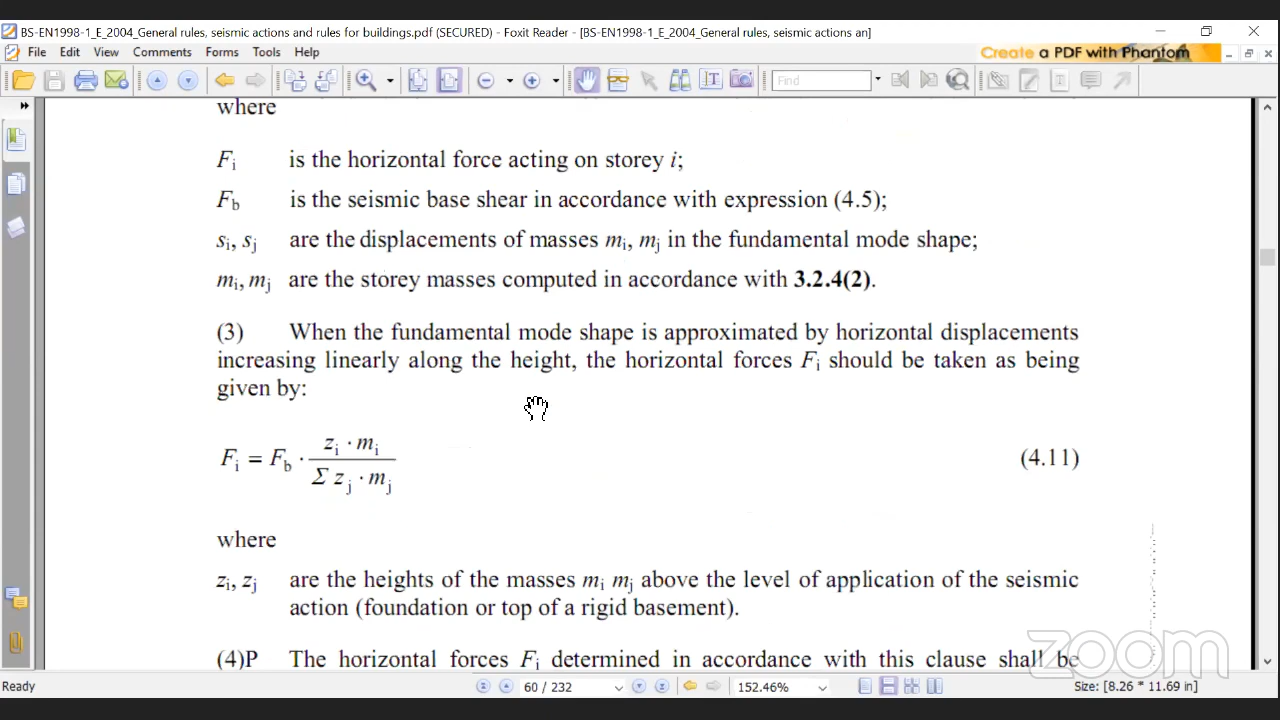 BS-EN1998-1_E_2004_General rules, seismic actions and rules for buildings.pdf (SECURED) - Foxit Reader - [BS-EN1998-1_E_2004_General rules, seismic actions an]
File Edit View Comments Forms Tools Help
Create a PDF with Phantom
Find
where
Fi is the horizontal force acting on storey i;
Fb is the seismic base shear in accordance with expression (4.5);
si, sj are the displacements of masses mi, mj in the fundamental mode shape;
mi, mj are the storey masses computed in accordance with 3.2.4(2).
(3) When the fundamental mode shape is approximated by horizontal displacements
increasing linearly along the height, the horizontal forces Fi should be taken as being
given by:
Fi = Fb · zi · mi / Σ zj · mj (4.11)
where
zi, zj are the heights of the masses mi mj above the level of application of the seismic
action (foundation or top of a rigid basement).
(4)P The horizontal forces Fi determined in accordance with this clause shall be
zoom
Ready 60 / 232 152.46% Size: [8.26 * 11.69 in]